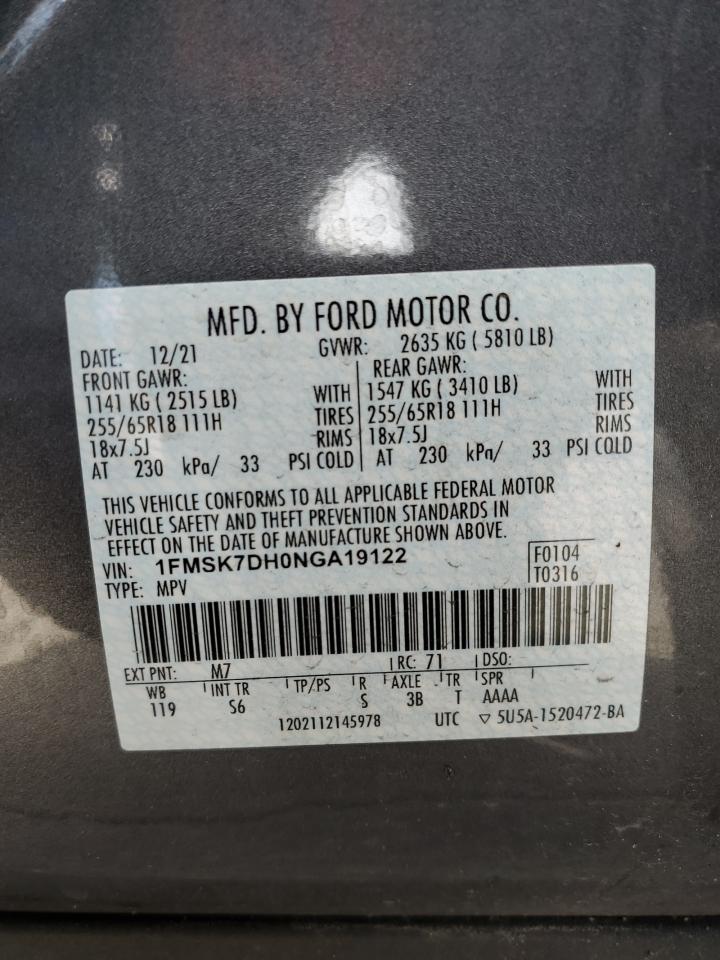 MFD. BY FORD MOTOR CO.
DATE: 12/21 GVWR: 2635 KG ( 5810 LB)
FRONT GAWR: REAR GAWR:
1141 KG ( 2515 LB) WITH 1547 KG ( 3410 LB) WITH
255/65R18 111H TIRES 255/65R18 111H TIRES
18x7.5J RIMS 18x7.5J RIMS
AT 230 kPa/ 33 PSI COLD AT 230 kPa/ 33 PSI COLD
THIS VEHICLE CONFORMS TO ALL APPLICABLE FEDERAL MOTOR
VEHICLE SAFETY AND THEFT PREVENTION STANDARDS IN
EFFECT ON THE DATE OF MANUFACTURE SHOWN ABOVE.
VIN: 1FMSK7DH0NGA19122 F0104
TYPE: MPV T0316
EXT PNT: M7 RC: 71 DSO:
WB INT TR TP/PS R AXLE TR SPR
119 S6 S 3B T AAAA
1202112145978 UTC ▽ 5U5A-1520472-BA